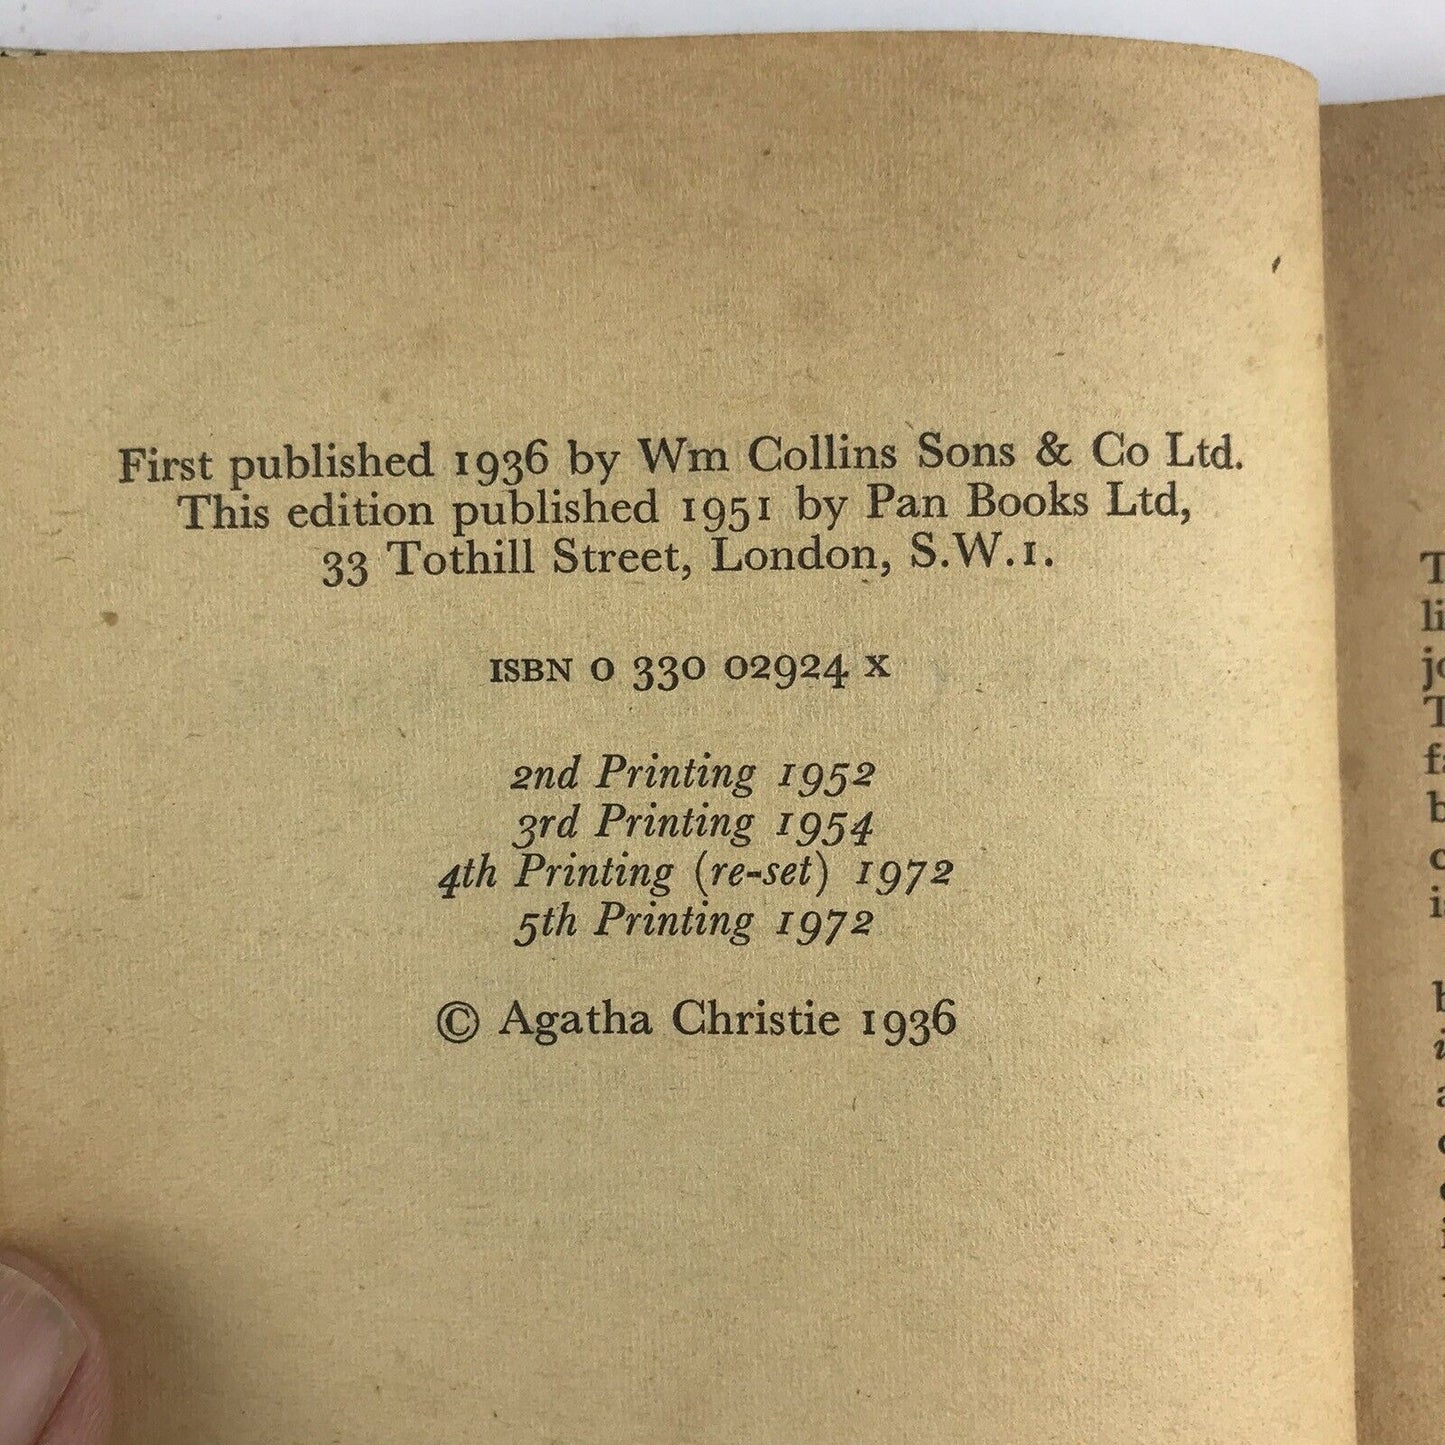 First published 1936 by Wm Collins Sons & Co Ltd.
This edition published 1951 by Pan Books Ltd,
33 Tothill Street, London, S.W.1.
ISBN 0 330 02924 X
2nd Printing 1952
3rd Printing 1954
4th Printing (re-set) 1972
5th Printing 1972
© Agatha Christie 1936